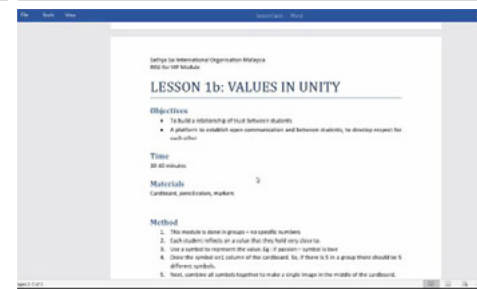 File Tools View
Sathya Sai International Organisation Malaysia
LESSON 1b: VALUES IN UNITY
Objectives
To build a relationship of trust between students
A platform to establish open communication and between students, to develop respect for
each other
Time
30-40 minutes
Materials
Cardboard, pencil colors, markers
Method
1. This module is done in groups – no specific numbers
2. Each student reflects on a value that they hold very close to.
3. Use a symbol to represent the value. Eg : if passion – symbol is love
4. Draw the symbol on1 column of the cardboard. So, if there is 5 in a group there should be 5
different symbols.
5. Next, combine all symbols together to make a single image in the middle of the cardboard.